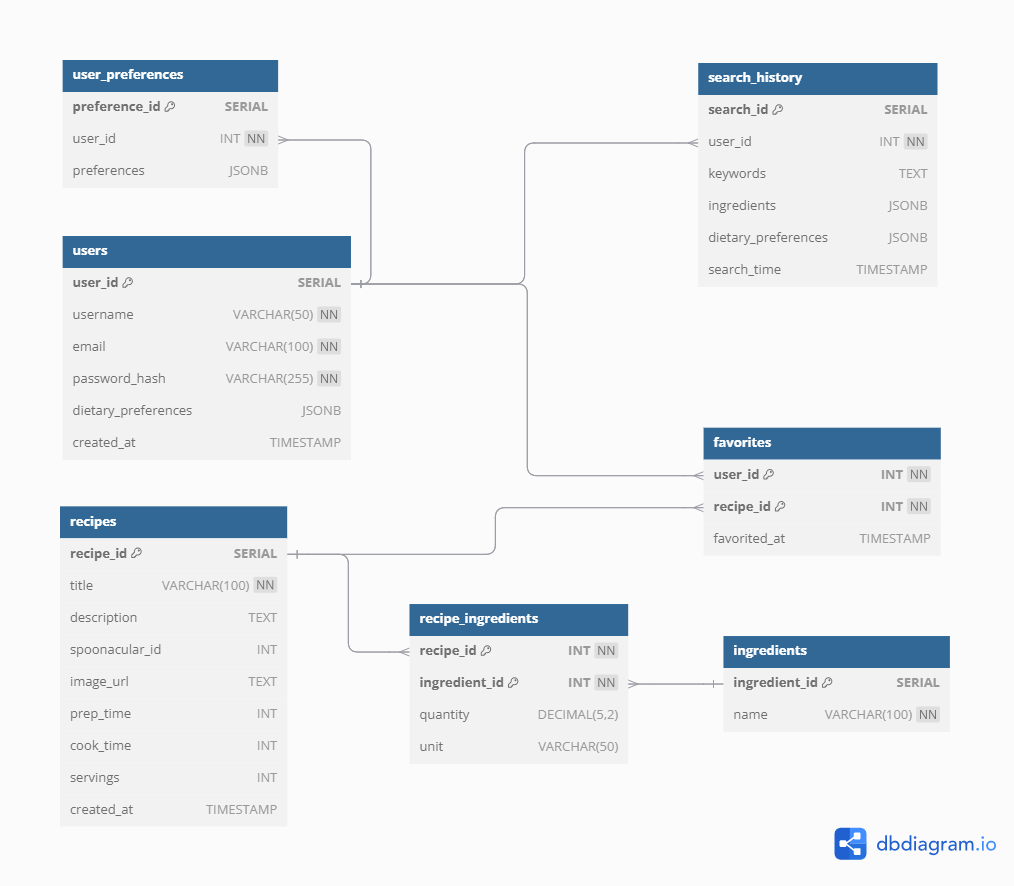 user_preferences
preference_id SERIAL
user_id INT NN
preferences JSONB
users
user_id SERIAL
username VARCHAR(50) NN
email VARCHAR(100) NN
password_hash VARCHAR(255) NN
dietary_preferences JSONB
created_at TIMESTAMP
recipes
recipe_id SERIAL
title VARCHAR(100) NN
description TEXT
spoonacular_id INT
image_url TEXT
prep_time INT
cook_time INT
servings INT
created_at TIMESTAMP
recipe_ingredients
recipe_id INT NN
ingredient_id INT NN
quantity DECIMAL(5,2)
unit VARCHAR(50)
search_history
search_id SERIAL
user_id INT NN
keywords TEXT
ingredients JSONB
dietary_preferences JSONB
search_time TIMESTAMP
favorites
user_id INT NN
recipe_id INT NN
favorited_at TIMESTAMP
ingredients
ingredient_id SERIAL
name VARCHAR(100) NN
dbdiagram.io